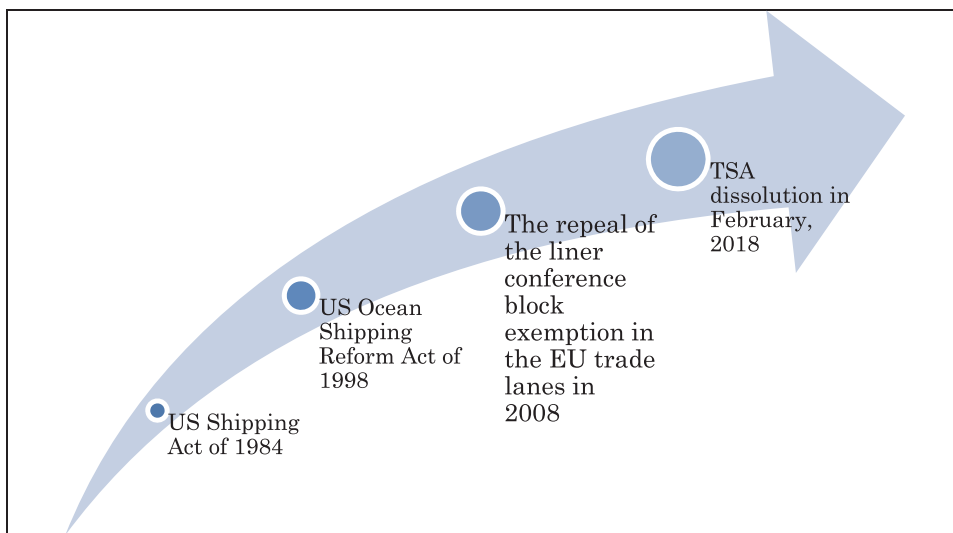 US Shipping
Act of 1984
US Ocean
Shipping
Reform Act of
1998
The repeal of
the liner
conference
block
exemption in
the EU trade
lanes in
2008
TSA
dissolution in
February,
2018